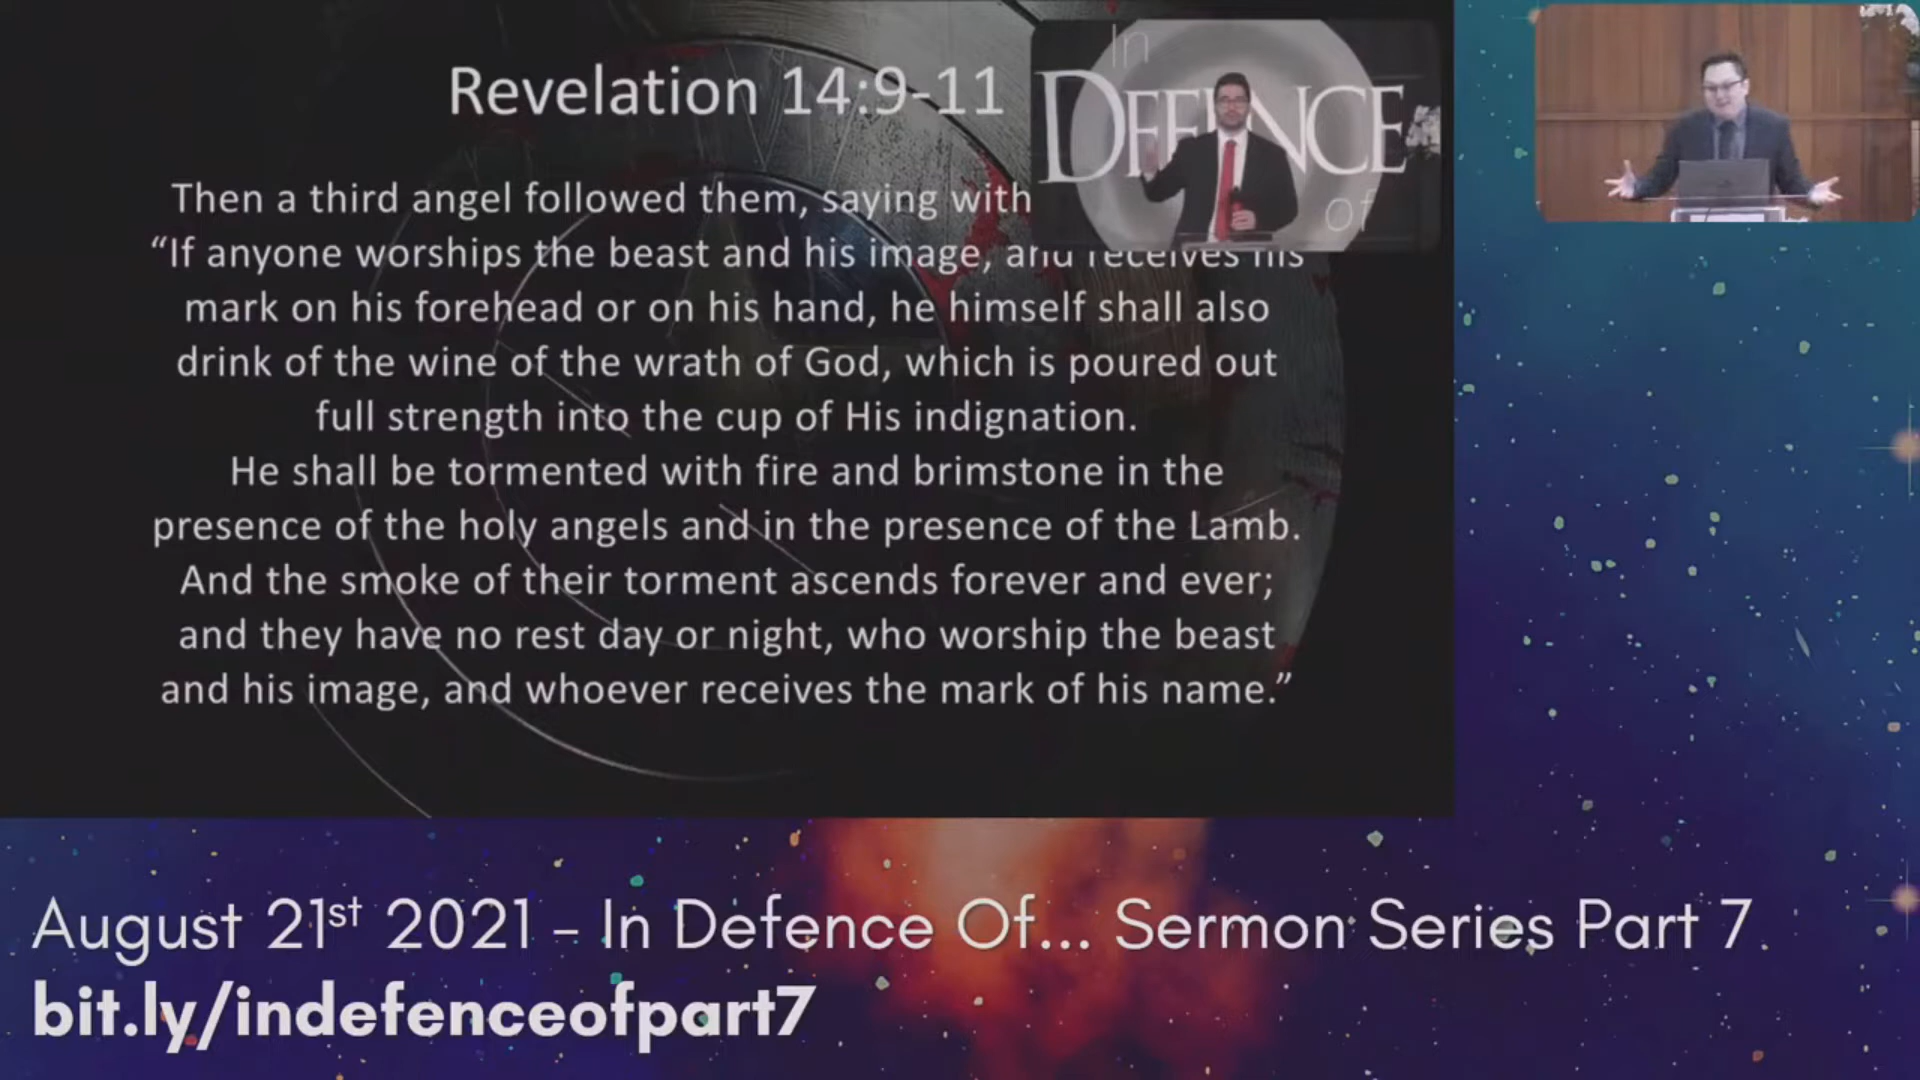 Revelation 14:9-11
In
DEFENCE
of
Then a third angel followed them, saying with
“If anyone worships the beast and his image, and receives his
mark on his forehead or on his hand, he himself shall also
drink of the wine of the wrath of God, which is poured out
full strength into the cup of His indignation.
He shall be tormented with fire and brimstone in the
presence of the holy angels and in the presence of the Lamb.
And the smoke of their torment ascends forever and ever;
and they have no rest day or night, who worship the beast
and his image, and whoever receives the mark of his name.”
August 21st 2021 – In Defence Of... Sermon Series Part 7
bit.ly/indefenceofpart7